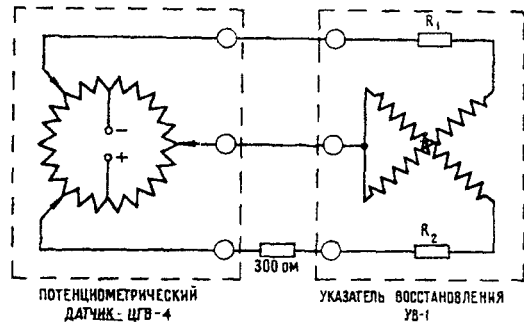 R₁
−
+
R₂
300 ОМ
ПОТЕНЦИОМЕТРИЧЕСКИЙ
ДАТЧИК - ЦГВ-4
УКАЗАТЕЛЬ ВОССТАНОВЛЕНИЯ
УВ-1